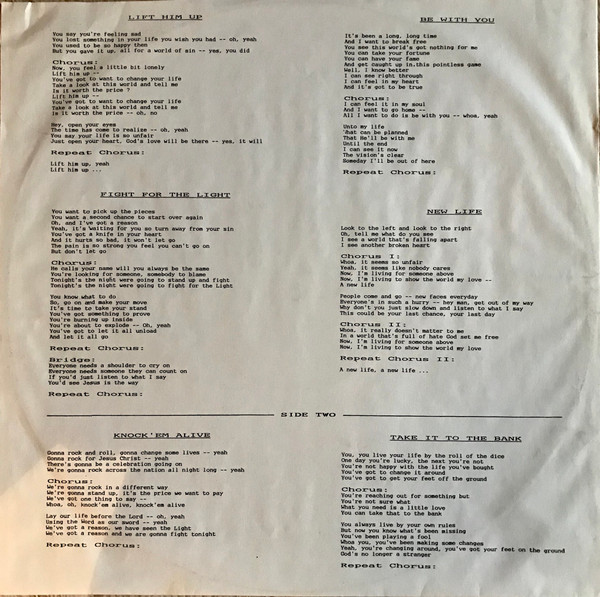 LIFT HIM UP
You may you're feeling sad
You lost something in your life you wish you had -- oh, yeah
You used to be so happy then
But you gave it up, all for a world of sin -- yes, you did
Chorus:
Now, you feel a little bit lonely
Lift him up --
You've got to want to change your life
Take a look at this world and tell me
Is it worth the price ?
Lift him up --
You've got to want to change your life
Take a look at this world and tell me
Is it worth the price -- oh, no
Hey, open your eyes
The time has come to realize -- oh, yeah
You say your life is so unfair
Just open your heart, God's love will be there -- yes, it will
Repeat Chorus:
Lift him up, yeah
Lift him up ...
FIGHT FOR THE LIGHT
You want to pick up the pieces
You want a second chance to start over again
Oh, and I've got a reason
Yeah, it's waiting for you so turn away from your sin
You've got a knife in your heart
And it hurts so bad, it won't let go
The pain is so strong you feel you can't go on
But don't let go
Chorus:
He calls your name will you always be the same
You're looking for someone, somebody to blame
Tonight's the night were going to stand up and fight
Tonight's the night were going to fight for the Light
You know what to do
So, go on and make your move
It's time to take your stand
You've got something to prove
You're burning up inside
You're about to explode -- Oh, yeah
You've got to let it all unload
And let it all go
Repeat Chorus:
Bridge:
Everyone needs a shoulder to cry on
Everyone needs someone they can count on
If you'd just listen to what I say
You'd see Jesus is the way
Repeat Chorus:
BE WITH YOU
It's been a long, long time
And I want to break free
You see this world's got nothing for me
You can take your fortune
You can have your fame
And get caught up in.this pointless game
Well, I know better
I can see right through
I can feel in my heart
And it's got to be true
Chorus:
I can feel it in my soul
And I want to go home --
All I want to do is be with you -- whoa, yeah
Unto my life
That can be planned
That He'll be with me
Until the end
I can see it now
The vision's clear
Someday I'll be out of here
Repeat Chorus:
NEW LIFE
Look to the left and look to the right
Oh, tell me what do you see
I see a world that's falling apart
I see another broken heart
Chorus I:
Whoa, it seems so unfair
Yeah, it seems like nobody cares
Now, I'm living for someone above
Now, I'm living to show the world my love --
A new life
People come and go -- new faces everyday
Everyone's in such a hurry -- hey man, get out of my way
Why don't you just slow down and listen to what I say
This could be your last chance, your last day
Chorus II:
Whoa, it really doesn't matter to me
In a world that's full of hate God set me free
Now, I'm living for someone above
Now, I'm living to show the world my love
Repeat Chorus II:
A new life, a new life ...
SIDE TWO
KNOCK'EM ALIVE
Gonna rock and roll, gonna change some lives -- yeah
Gonna rock for Jesus Christ -- yeah
There's gonna be a celebration going on
We're gonna rock across the nation all night long -- yeah
Chorus:
We're gonna rock in a different way
We're gonna stand up, it's the price we want to pay
We've got one thing to say --
Whoa, oh, knock'em alive, knock'em alive
Lay our life before the Lord -- oh, yeah
Using the Word as our sword -- yeah
We've got a reason, we have seen the Light
We've got a reason and we are gonna fight tonight
Repeat Chorus:
TAKE IT TO THE BANK
You, you live your life by the roll of the dice
One day you're lucky, the next you're not
You're not happy with the life you've bought
You've got to change it around
You've got to get your feet off the ground
Chorus:
You're reaching out for something but
You're not sure what
What you need is a little love
You can take that to the bank
You always live by your own rules
But now you know what's been missing
You've been playing a fool
Whoa you, you've been making some changes
Yeah, you're changing around, you've got your feet on the ground
God's no longer a stranger
Repeat Chorus: